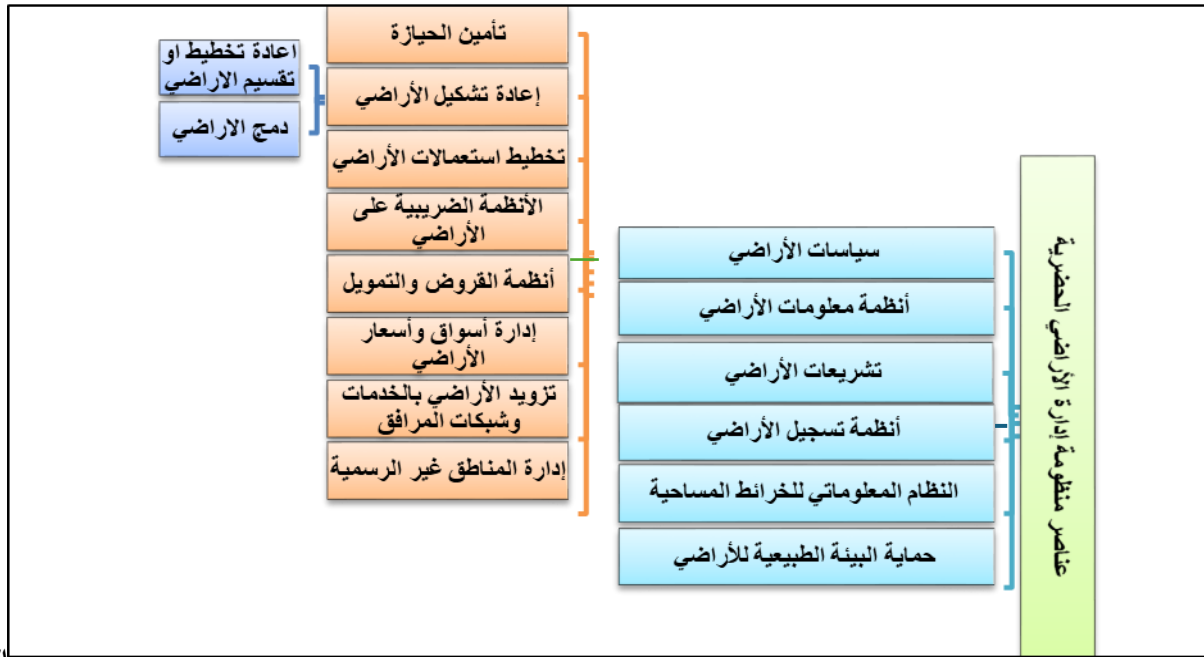 عناصر منظومة إدارة الأراضي الحضرية
سياسات الأراضي
أنظمة معلومات الأراضي
تشريعات الأراضي
أنظمة تسجيل الأراضي
النظام المعلوماتي للخرائط المساحية
حماية البيئة الطبيعية للأراضي
تأمين الحيازة
إعادة تشكيل الأراضي
تخطيط استعمالات الأراضي
الأنظمة الضريبية على
الأراضي
أنظمة القروض والتمويل
إدارة أسواق وأسعار
الأراضي
تزويد الأراضي بالخدمات
وشبكات المرافق
إدارة المناطق غير الرسمية
اعادة تخطيط او
تقسيم الاراضي
دمج الاراضي